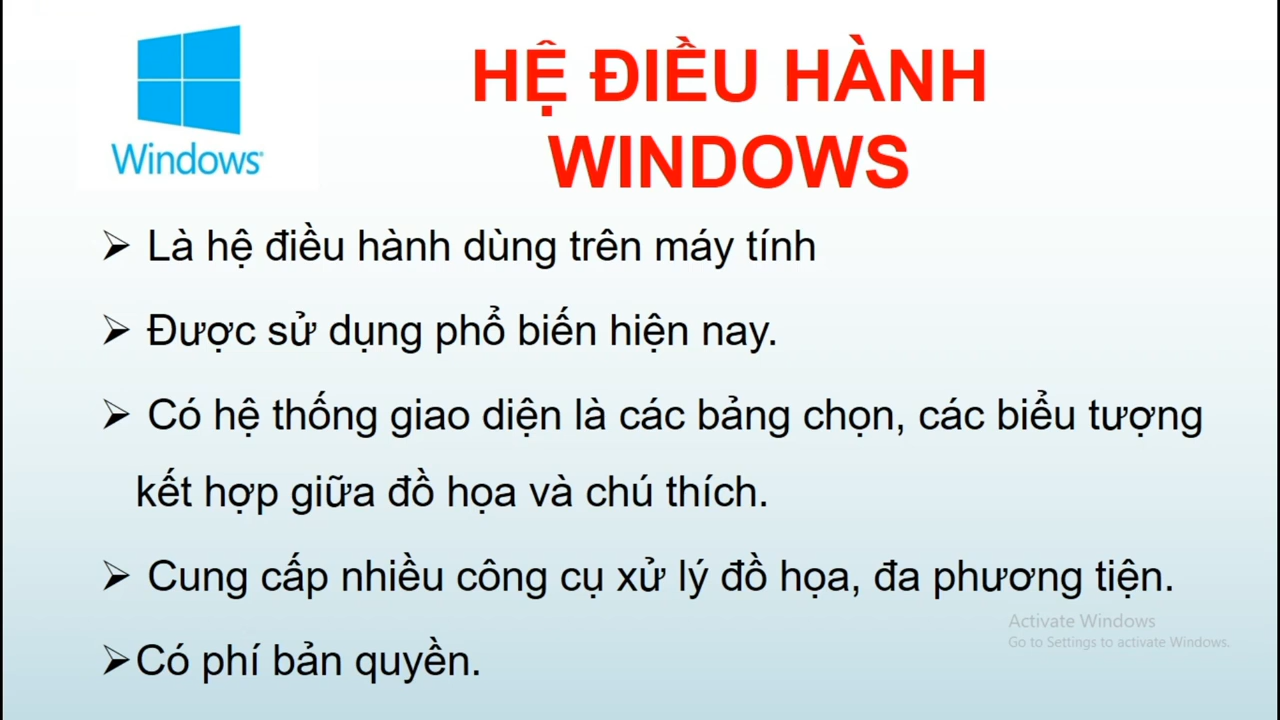 Windows
HỆ ĐIỀU HÀNH
WINDOWS
➢ Là hệ điều hành dùng trên máy tính
➢ Được sử dụng phổ biến hiện nay.
➢ Có hệ thống giao diện là các bảng chọn, các biểu tượng
kết hợp giữa đồ họa và chú thích.
➢ Cung cấp nhiều công cụ xử lý đồ họa, đa phương tiện.
➢Có phí bản quyền.
Activate Windows
Go to Settings to activate Windows.